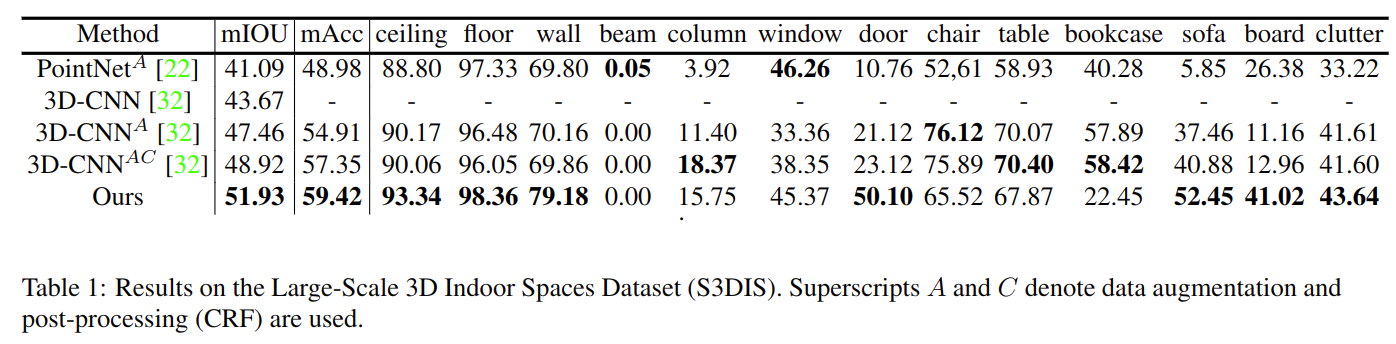 Method mIOU mAcc ceiling floor wall beam column window door chair table bookcase sofa board clutter
PointNet^A [22] 41.09 48.98 88.80 97.33 69.80 0.05 3.92 46.26 10.76 52,61 58.93 40.28 5.85 26.38 33.22
3D-CNN [32] 43.67 - - - - - - - - - - - - - -
3D-CNN^A [32] 47.46 54.91 90.17 96.48 70.16 0.00 11.40 33.36 21.12 76.12 70.07 57.89 37.46 11.16 41.61
3D-CNN^AC [32] 48.92 57.35 90.06 96.05 69.86 0.00 18.37 38.35 23.12 75.89 70.40 58.42 40.88 12.96 41.60
Ours 51.93 59.42 93.34 98.36 79.18 0.00 15.75 45.37 50.10 65.52 67.87 22.45 52.45 41.02 43.64
.
Table 1: Results on the Large-Scale 3D Indoor Spaces Dataset (S3DIS). Superscripts A and C denote data augmentation and
post-processing (CRF) are used.